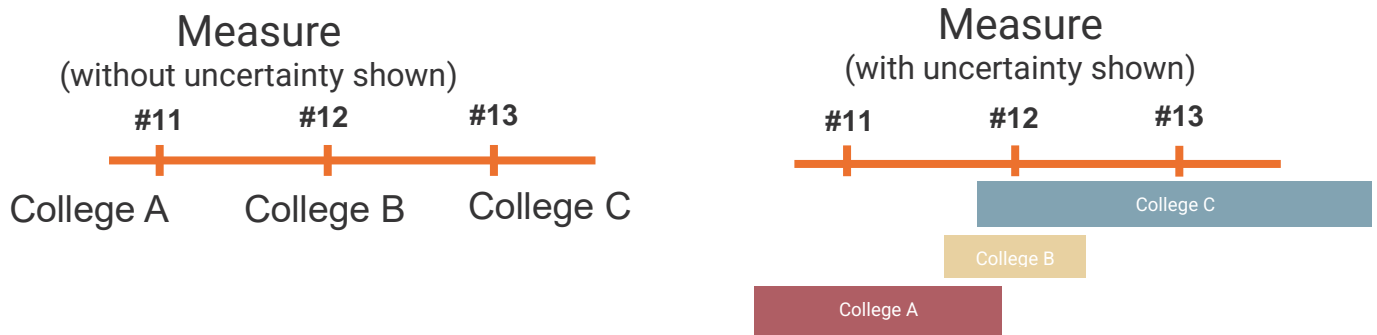 Measure
(without uncertainty shown)
#11 #12 #13
College A College B College C
Measure
(with uncertainty shown)
#11 #12 #13
College C
College B
College A